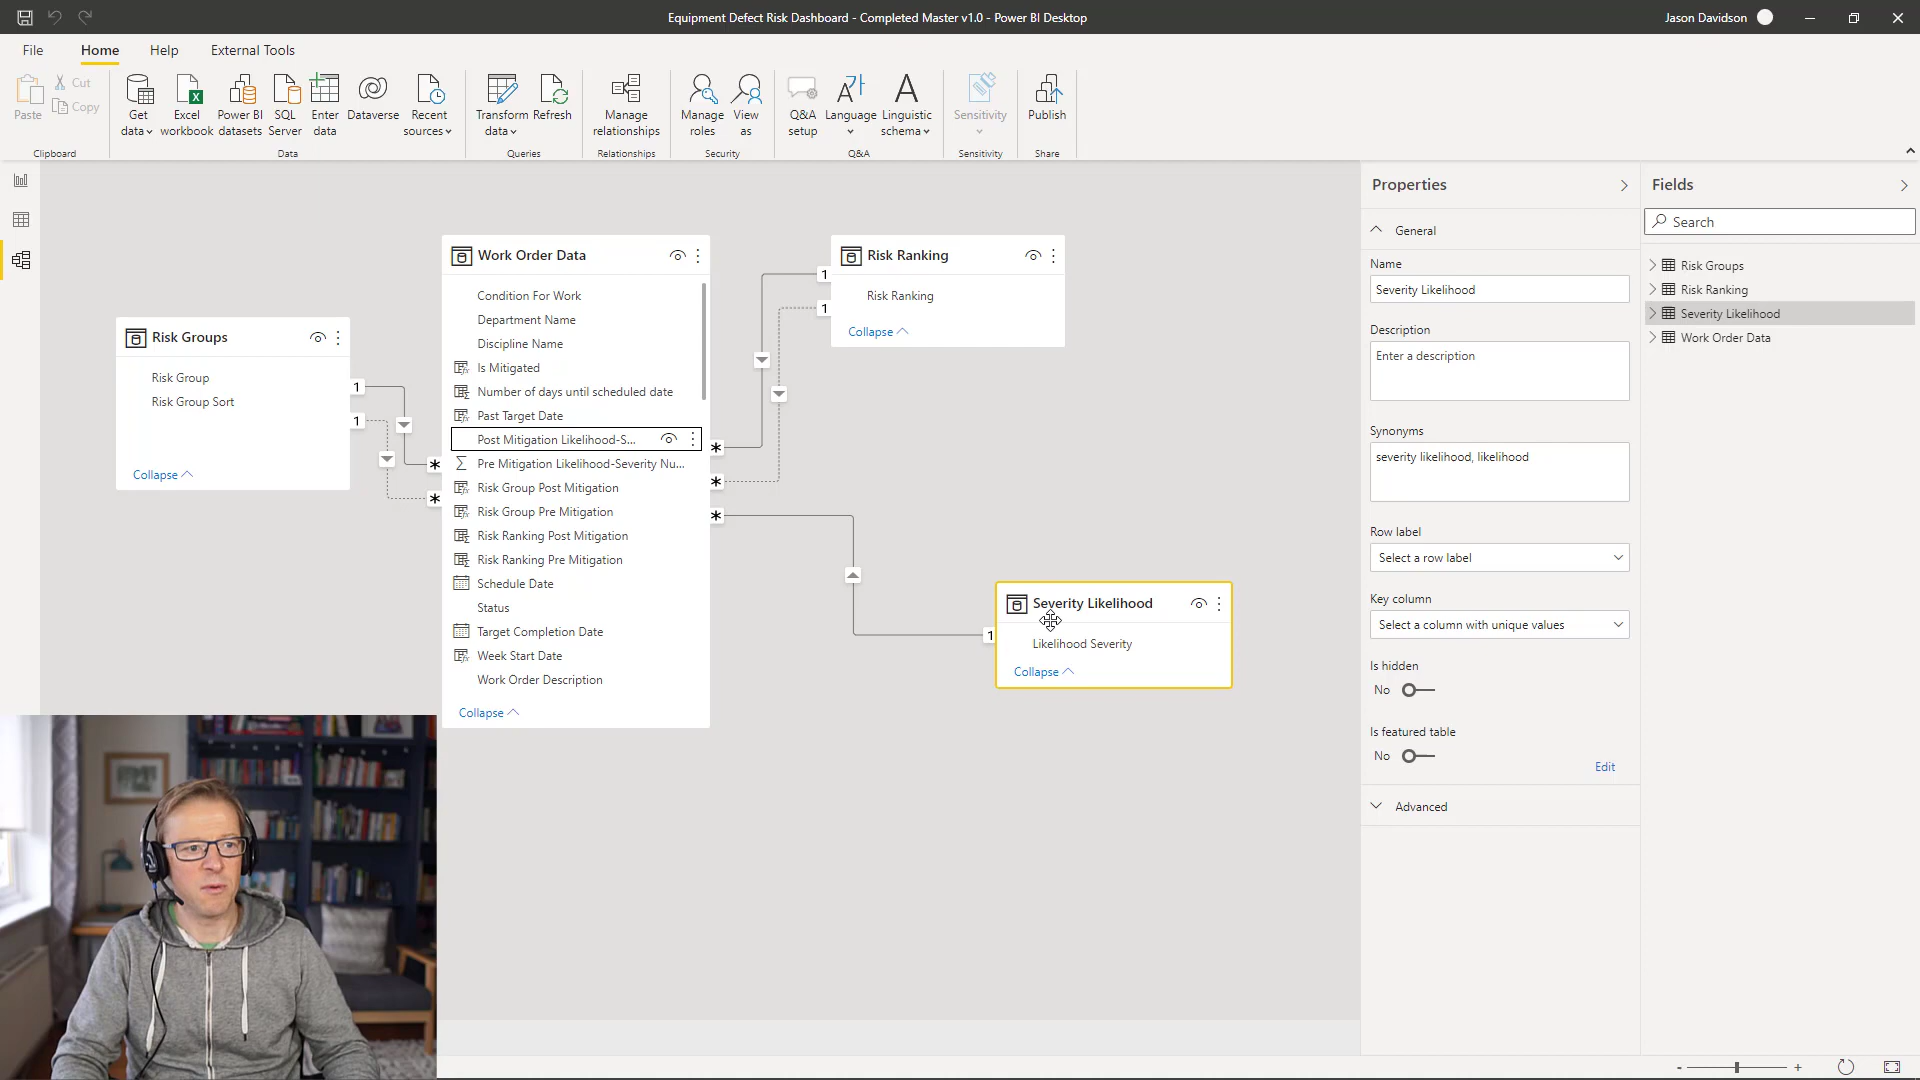 Equipment Defect Risk Dashboard - Completed Master v1.0 - Power BI Desktop
Jason Davidson
File
Home
Help
External Tools
Paste
Cut
Copy
Clipboard
Get data
Excel workbook
Power BI datasets
SQL Server
Enter data
Dataverse
Recent sources
Data
Transform data
Refresh
Queries
Manage relationships
Relationships
Manage roles
View as
Security
Q&A setup
Language
Linguistic schema
Q&A
Sensitivity
Sensitivity
Publish
Share
Risk Groups
Risk Group
Risk Group Sort
Collapse
1
1
*
*
Work Order Data
Condition For Work
Department Name
Discipline Name
Is Mitigated
Number of days until scheduled date
Past Target Date
Post Mitigation Likelihood-S...
Pre Mitigation Likelihood-Severity Nu...
Risk Group Post Mitigation
Risk Group Pre Mitigation
Risk Ranking Post Mitigation
Risk Ranking Pre Mitigation
Schedule Date
Status
Target Completion Date
Week Start Date
Work Order Description
Collapse
*
*
*
1
1
Risk Ranking
Risk Ranking
Collapse
1
Severity Likelihood
Likelihood Severity
Collapse
Properties
General
Name
Severity Likelihood
Description
Enter a description
Synonyms
severity likelihood, likelihood
Row label
Select a row label
Key column
Select a column with unique values
Is hidden
No
Is featured table
No
Edit
Advanced
Fields
Search
Risk Groups
Risk Ranking
Severity Likelihood
Work Order Data
- +